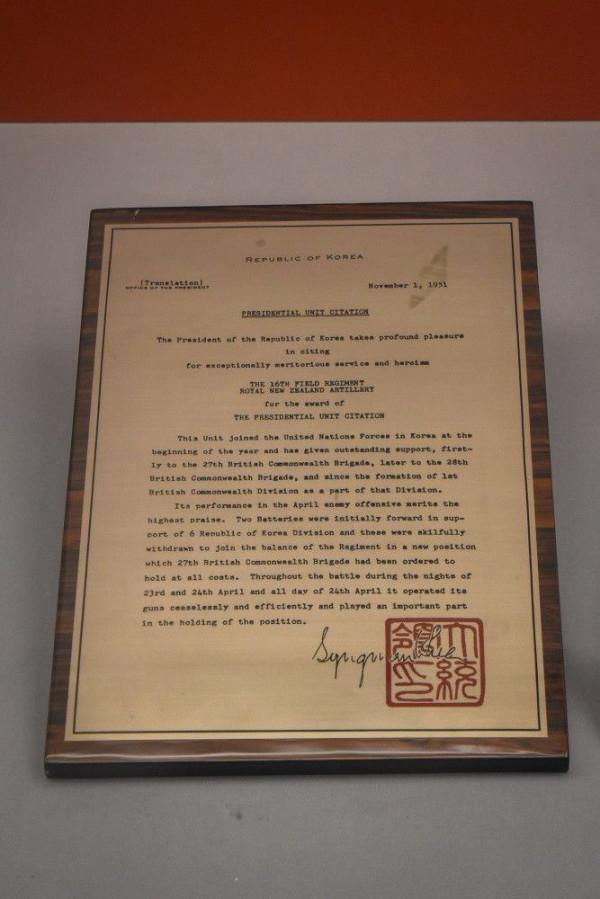 REPUBLIC OF KOREA
[Translation]
OFFICE OF THE PRESIDENT
November 1, 1951
PRESIDENTIAL UNIT CITATION
The President of the Republic of Korea takes profound pleasure
in citing
for exceptionally meritorious service and heroism
THE 16TH FIELD REGIMENT
ROYAL NEW ZEALAND ARTILLERY
for the award of
THE PRESIDENTIAL UNIT CITATION
This Unit joined the United Nations Forces in Korea at the
beginning of the year and has given outstanding support, first-
ly to the 27th British Commonwealth Brigade, later to the 28th
British Commonwealth Brigade, and since the formation of 1st
British Commonwealth Division as a part of that Division.
Its performance in the April enemy offensive merits the
highest praise. Two Batteries were initially forward in sup-
port of 6 Republic of Korea Division and these were skilfully
withdrawn to join the balance of the Regiment in a new position
which 27th British Commonwealth Brigade had been ordered to
hold at all costs. Throughout the battle during the nights of
23rd and 24th April and all day of 24th April it operated its
guns ceaselessly and efficiently and played an important part
in the holding of the position.
Syngman Rhee
大統領之印